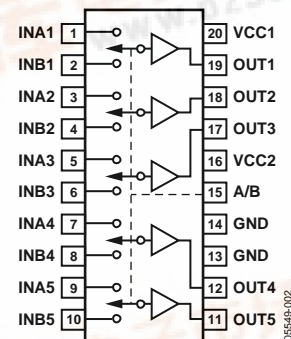 INA1 1 20 VCC1
INB1 2 19 OUT1
INA2 3 18 OUT2
INB2 4 17 OUT3
INA3 5 16 VCC2
INB3 6 15 A/B
INA4 7 14 GND
INB4 8 13 GND
INA5 9 12 OUT4
INB5 10 11 OUT5
05549-002